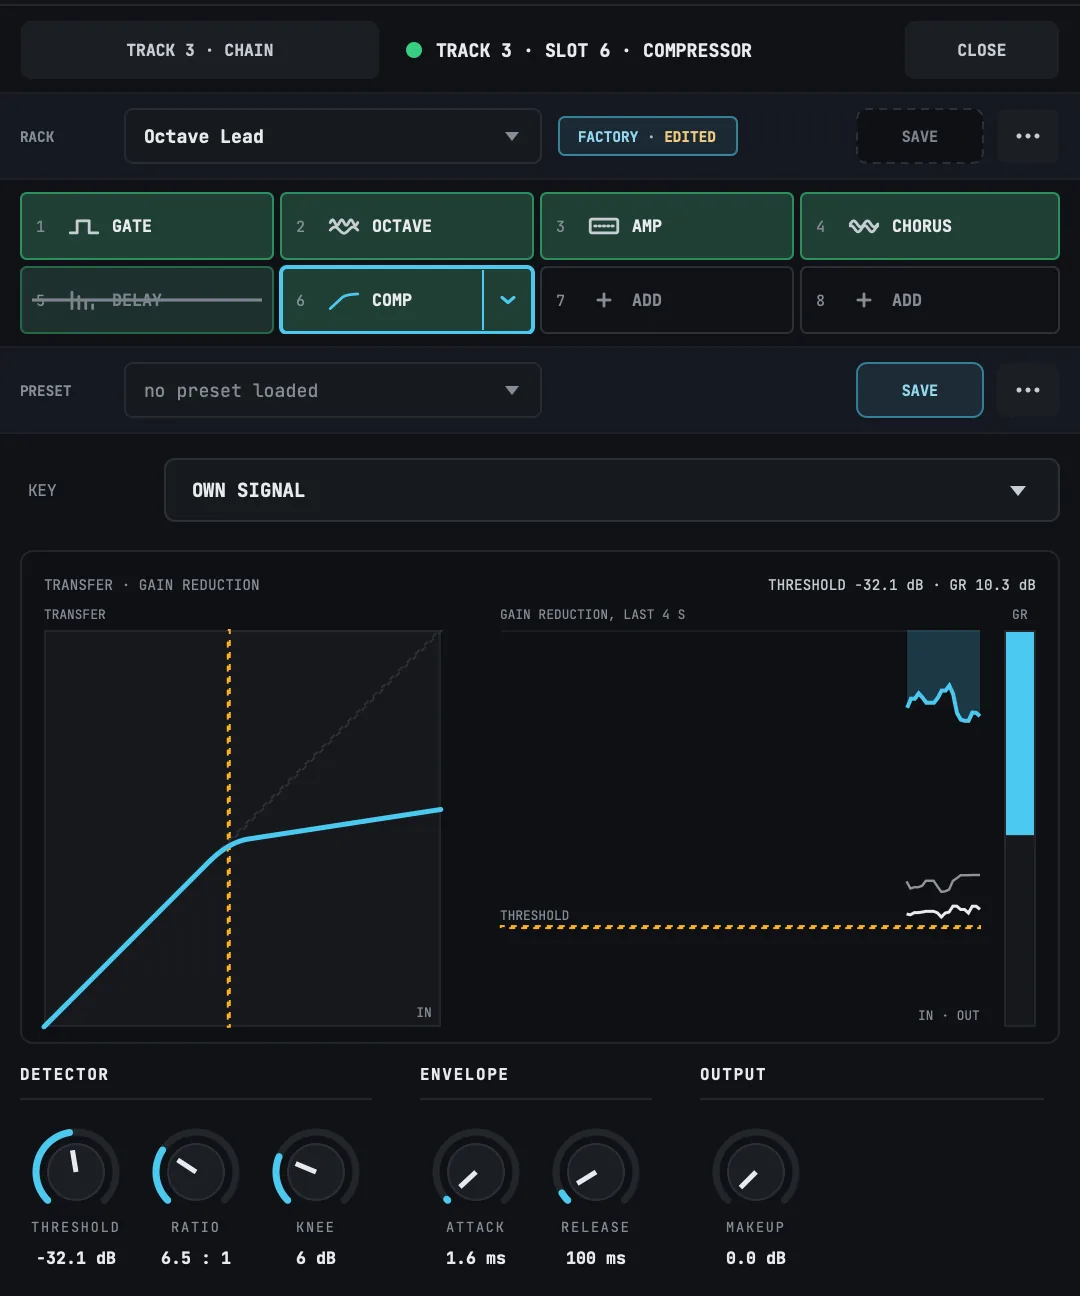 TRACK 3 · CHAIN
TRACK 3 · SLOT 6 · COMPRESSOR
CLOSE
RACK
Octave Lead
FACTORY · EDITED
SAVE
1 GATE
2 OCTAVE
3 AMP
4 CHORUS
5 DELAY
6 COMP
7 + ADD
8 + ADD
PRESET
no preset loaded
SAVE
KEY
OWN SIGNAL
TRANSFER · GAIN REDUCTION
THRESHOLD -32.1 dB · GR 10.3 dB
TRANSFER
GAIN REDUCTION, LAST 4 S
GR
THRESHOLD
IN
IN · OUT
DETECTOR
ENVELOPE
OUTPUT
THRESHOLD
RATIO
KNEE
ATTACK
RELEASE
MAKEUP
-32.1 dB
6.5 : 1
6 dB
1.6 ms
100 ms
0.0 dB